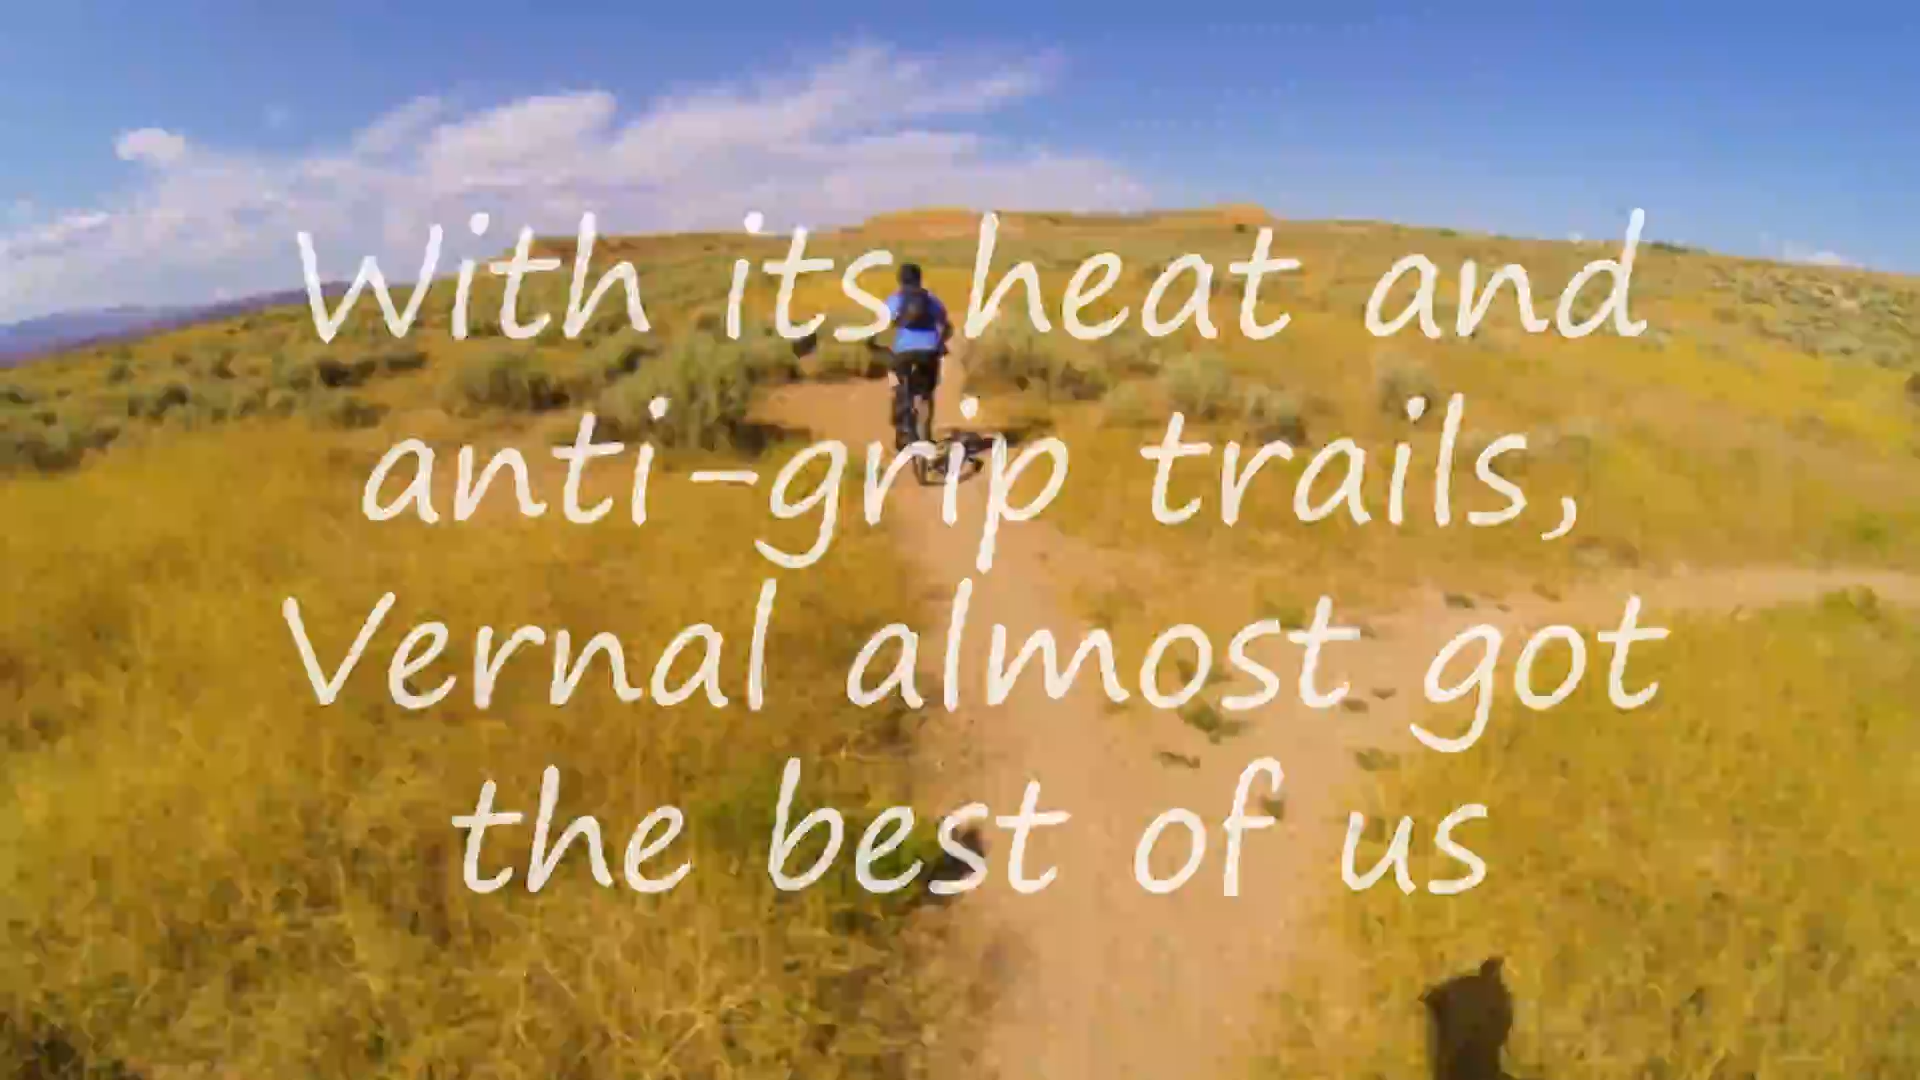 With its heat and
anti-grip trails,
Vernal almost got
the best of us